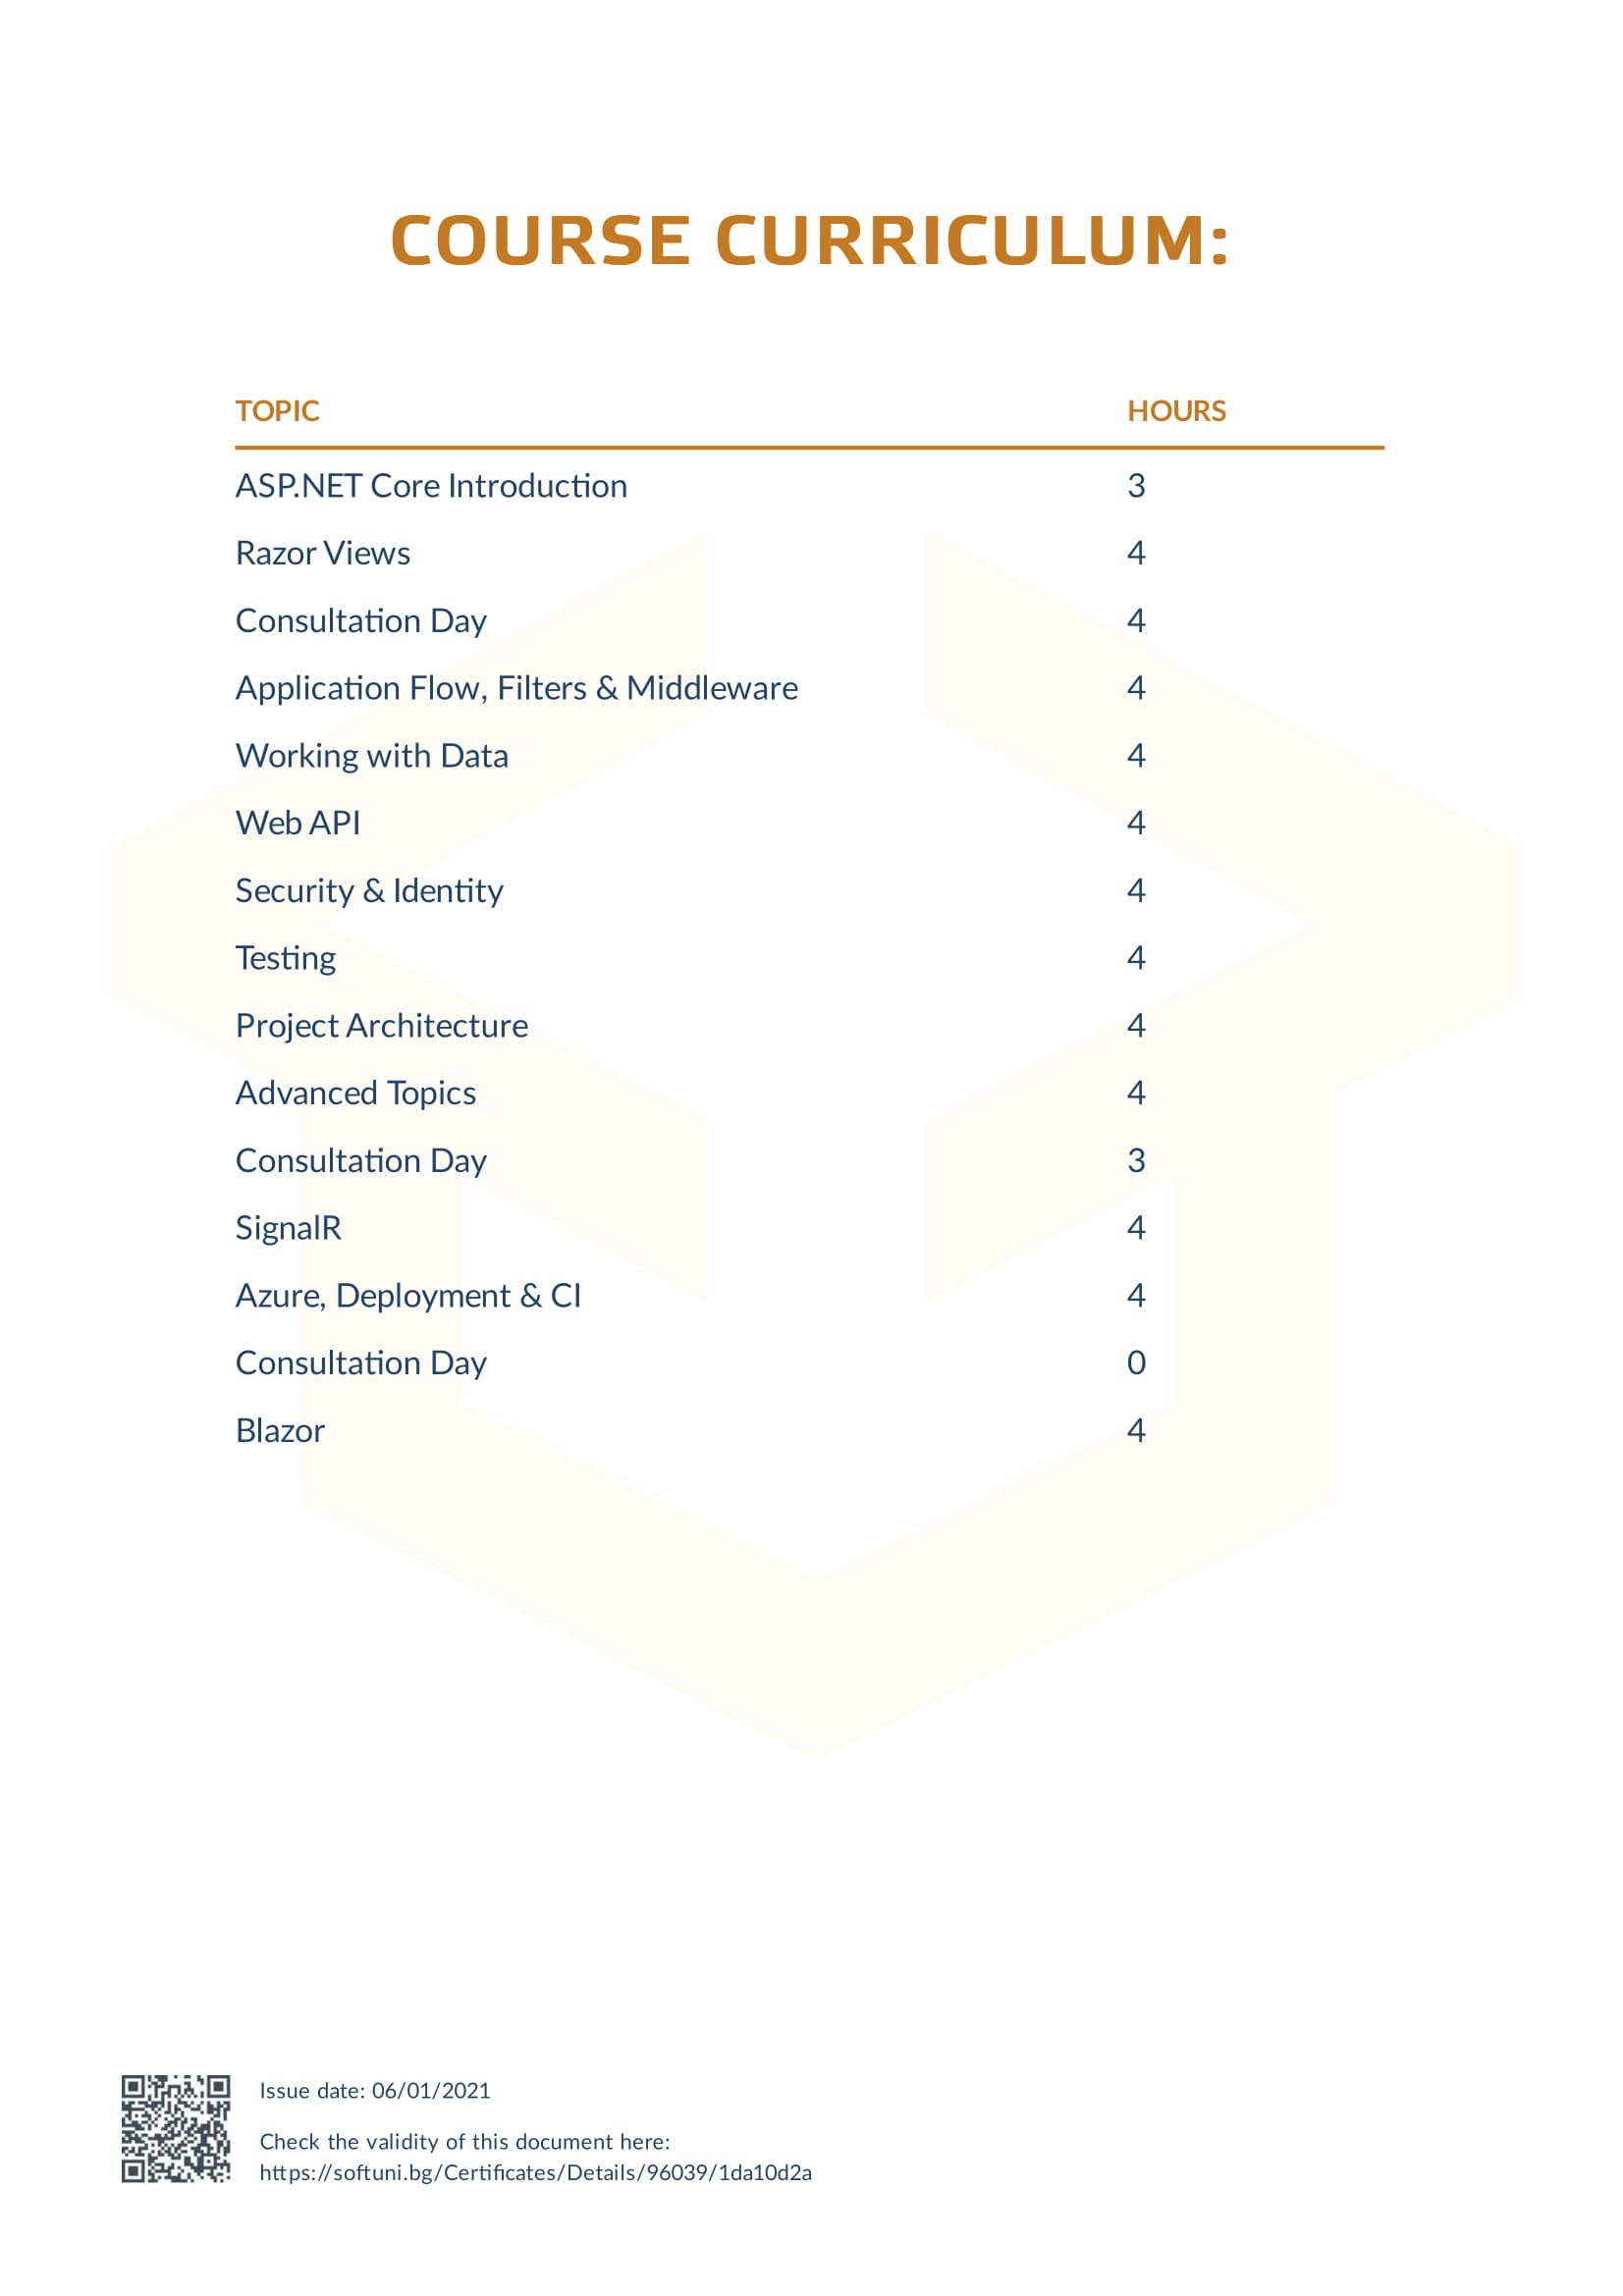 COURSE CURRICULUM:
TOPIC HOURS
ASP.NET Core Introduction 3
Razor Views 4
Consultation Day 4
Application Flow, Filters & Middleware 4
Working with Data 4
Web API 4
Security & Identity 4
Testing 4
Project Architecture 4
Advanced Topics 4
Consultation Day 3
SignalR 4
Azure, Deployment & CI 4
Consultation Day 0
Blazor 4
Issue date: 06/01/2021
Check the validity of this document here:
https://softuni.bg/Certificates/Details/96039/1da10d2a